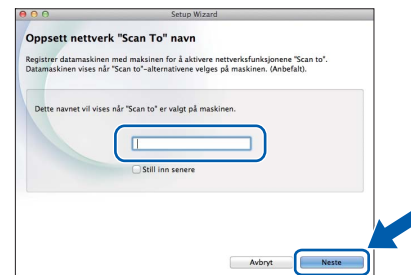 Setup Wizard
Oppsett nettverk "Scan To" navn
Registrer datamaskinen med maksinen for å aktivere nettverksfunksjonene "Scan to".
Datamaskinen vises når "Scan to"-alternativene velges på maskinen. (Anbefalt).
Dette navnet vil vises når "Scan to" er valgt på maskinen.
Still inn senere
Avbryt Neste